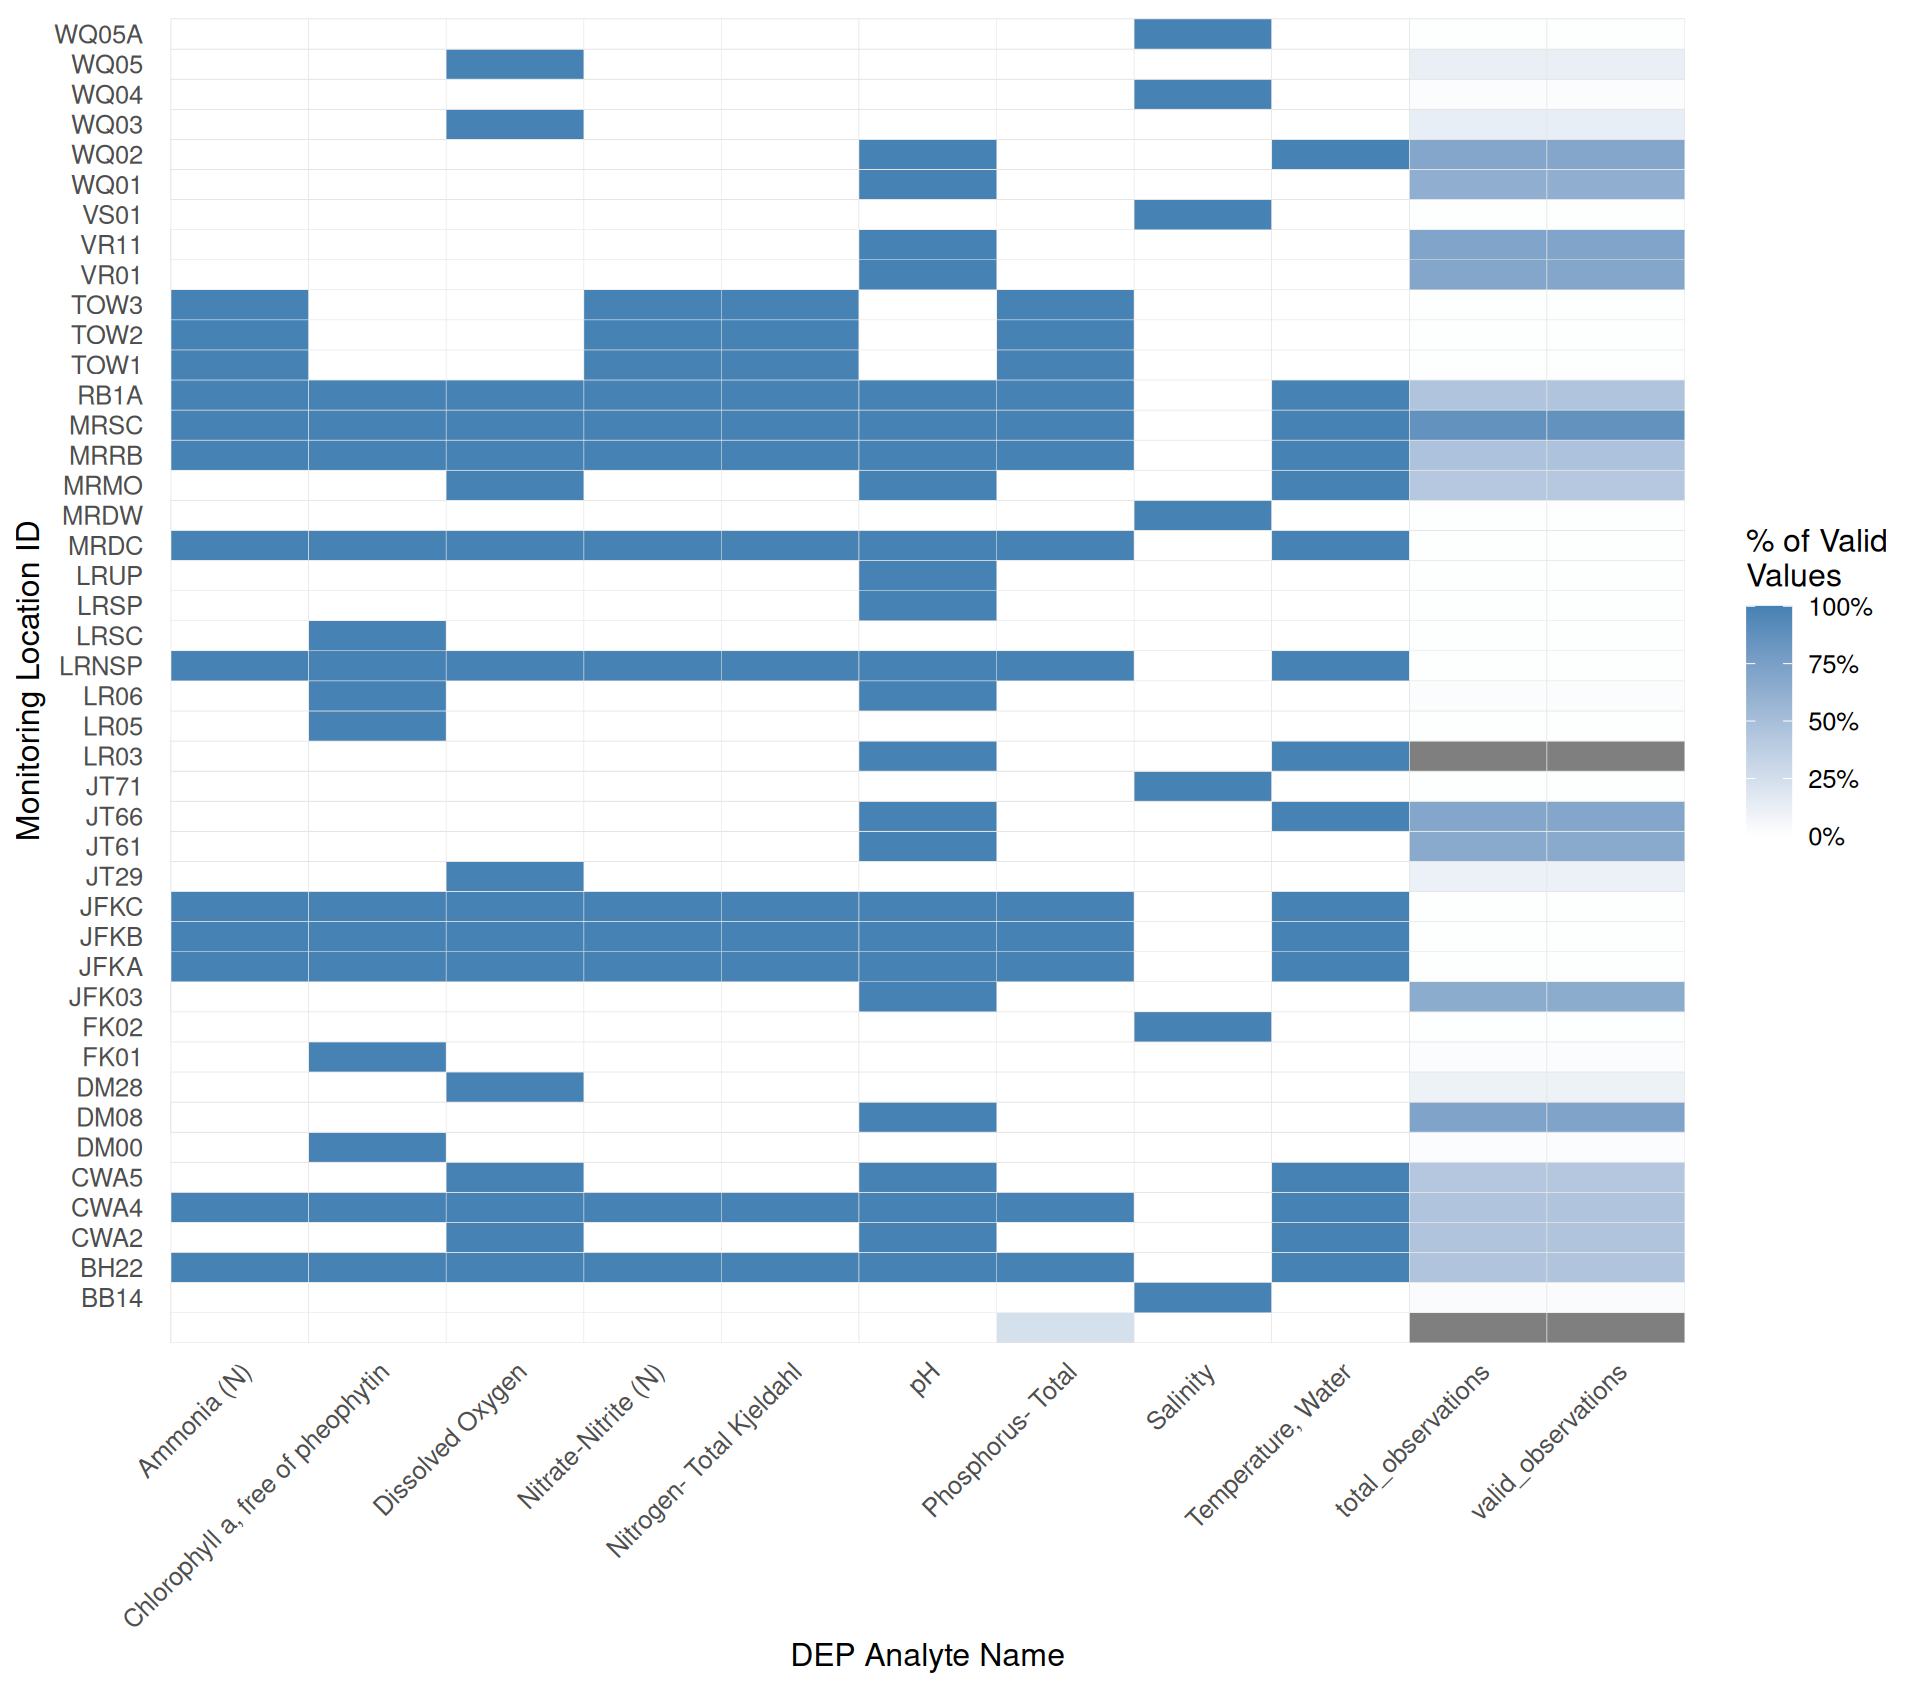 WQ05A
WQ05
WQ04
WQ03
WQ02
WQ01
VS01
VR11
VR01
TOW3
TOW2
TOW1
RB1A
MRSC
MRRB
MRMO
MRDW
MRDC
LRUP
LRSP
LRSC
LRNSP
LR06
LR05
LR03
JT71
JT66
JT61
JT29
JFKC
JFKB
JFKA
JFK03
FK02
FK01
DM28
DM08
DM00
CWA5
CWA4
CWA2
BH22
BB14
Monitoring Location ID
Ammonia (N)
Chlorophyll a, free of pheophytin
Dissolved Oxygen
Nitrate-Nitrite (N)
Nitrogen- Total Kjeldahl
pH
Phosphorus- Total
Salinity
Temperature, Water
total_observations
valid_observations
DEP Analyte Name
% of Valid
Values
100%
75%
50%
25%
0%